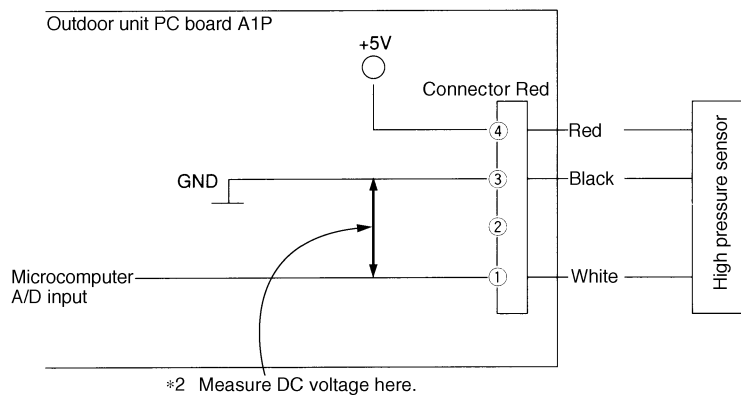 Outdoor unit PC board A1P
+5V
Connector Red
4
Red
GND
3
Black
2
Microcomputer
A/D input
1
White
High pressure sensor
*2 Measure DC voltage here.